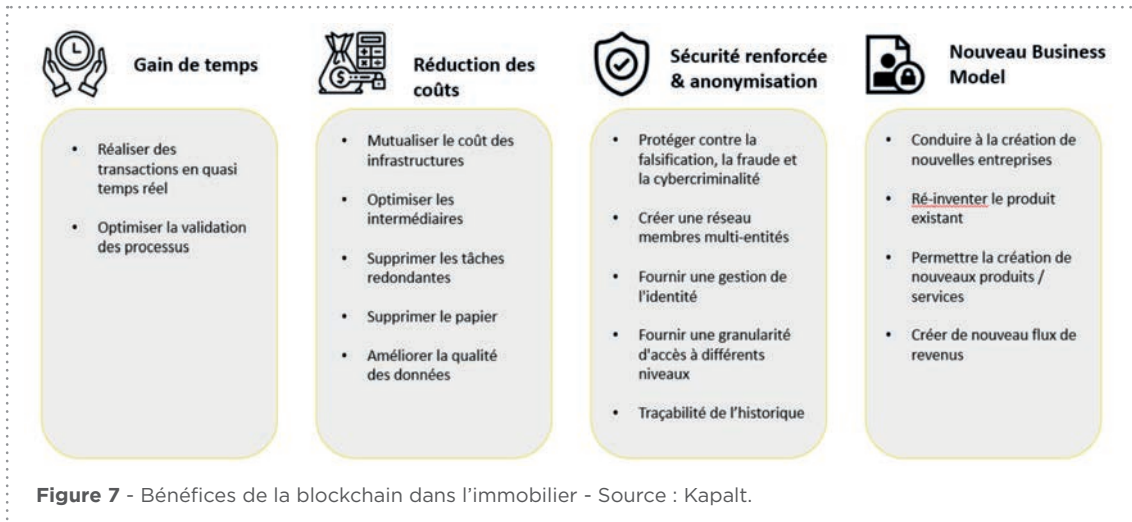 Gain de temps
• Réaliser des
transactions en quasi
temps réel
• Optimiser la validation
des processus
Réduction des
coûts
• Mutualiser le coût des
infrastructures
• Optimiser les
intermédiaires
• Supprimer les tâches
redondantes
• Supprimer le papier
• Améliorer la qualité
des données
Sécurité renforcée
& anonymisation
• Protéger contre la
falsification, la fraude et
la cybercriminalité
• Créer une réseau
membres multi-entités
• Fournir une gestion de
l'identité
• Fournir une granularité
d'accès à différents
niveaux
• Traçabilité de l'historique
Nouveau Business
Model
• Conduire à la création de
nouvelles entreprises
• Ré-inventer le produit
existant
• Permettre la création de
nouveaux produits /
services
• Créer de nouveau flux de
revenus
Figure 7 - Bénéfices de la blockchain dans l'immobilier - Source : Kapalt.